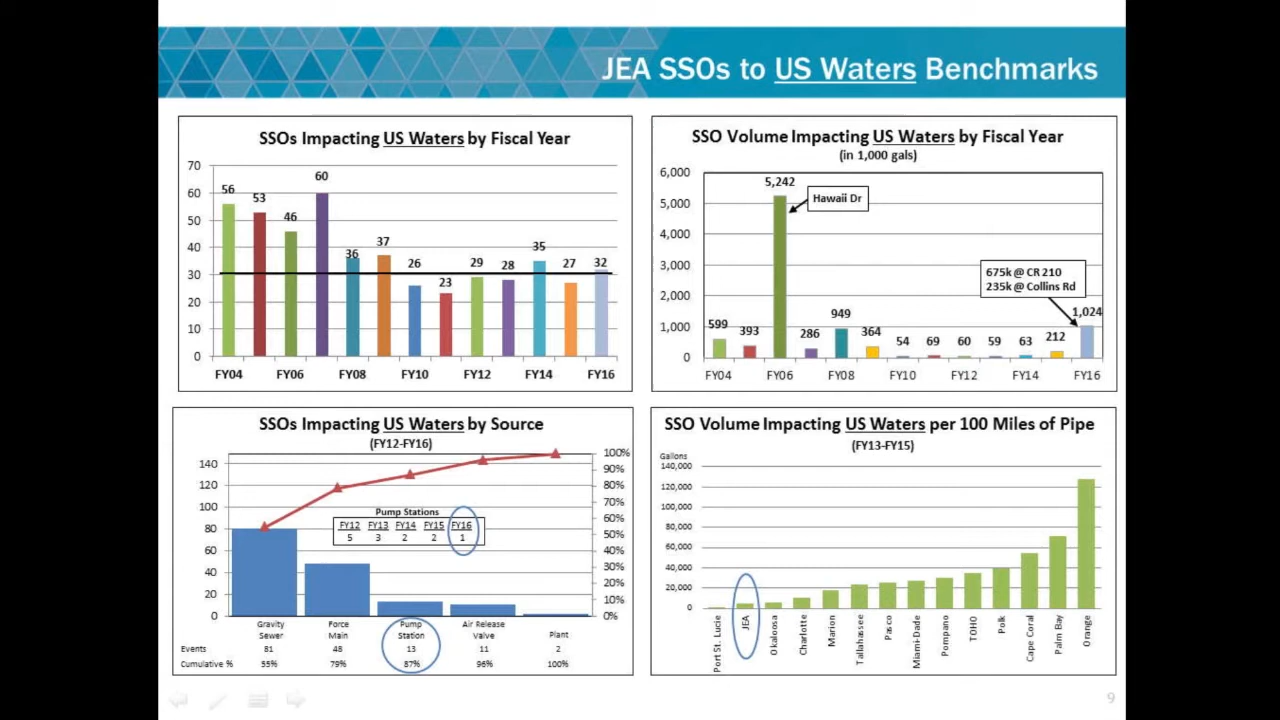 JEA SSOs to US Waters Benchmarks
SSOs Impacting US Waters by Fiscal Year
70
60
50
40
30
20
10
0
56
53
46
60
36
37
26
23
29
28
35
27
32
FY04
FY06
FY08
FY10
FY12
FY14
FY16
SSO Volume Impacting US Waters by Fiscal Year
(in 1,000 gals)
6,000
5,000
4,000
3,000
2,000
1,000
0
599
393
5,242
286
949
364
54
69
60
59
63
212
1,024
Hawaii Dr
675k @ CR 210
235k @ Collins Rd
FY04
FY06
FY08
FY10
FY12
FY14
FY16
SSOs Impacting US Waters by Source
(FY12-FY16)
140
120
100
80
60
40
20
0
100%
90%
80%
70%
60%
50%
40%
30%
20%
10%
0%
Pump Stations
FY12 FY13 FY14 FY15 FY16
5 3 2 2 1
Gravity Sewer
Force Main
Pump Station
Air Release Valve
Plant
Events 81 48 13 11 2
Cumulative % 55% 79% 87% 96% 100%
SSO Volume Impacting US Waters per 100 Miles of Pipe
(FY13-FY15)
Gallons
140,000
120,000
100,000
80,000
60,000
40,000
20,000
0
Port St. Lucie
JEA
Okaloosa
Charlotte
Marion
Tallahassee
Pasco
Miami-Dade
Pompano
TOHO
Polk
Cape Coral
Palm Bay
Orange
9